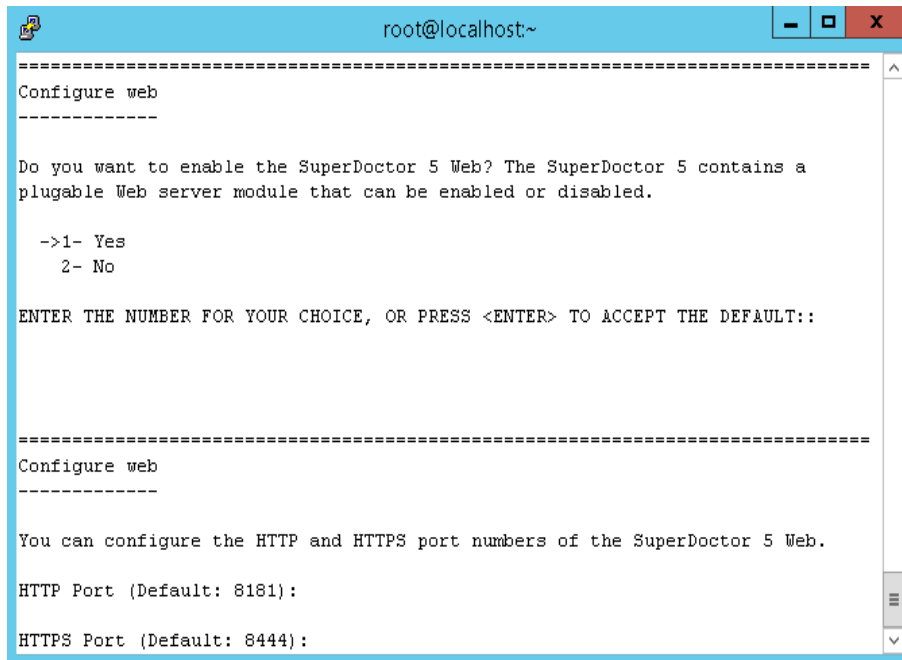 root@localhost:~
===============================================================================
Configure web
-------------
Do you want to enable the SuperDoctor 5 Web? The SuperDoctor 5 contains a
plugable Web server module that can be enabled or disabled.
->1- Yes
2- No
ENTER THE NUMBER FOR YOUR CHOICE, OR PRESS <ENTER> TO ACCEPT THE DEFAULT::
===============================================================================
Configure web
-------------
You can configure the HTTP and HTTPS port numbers of the SuperDoctor 5 Web.
HTTP Port (Default: 8181):
HTTPS Port (Default: 8444):